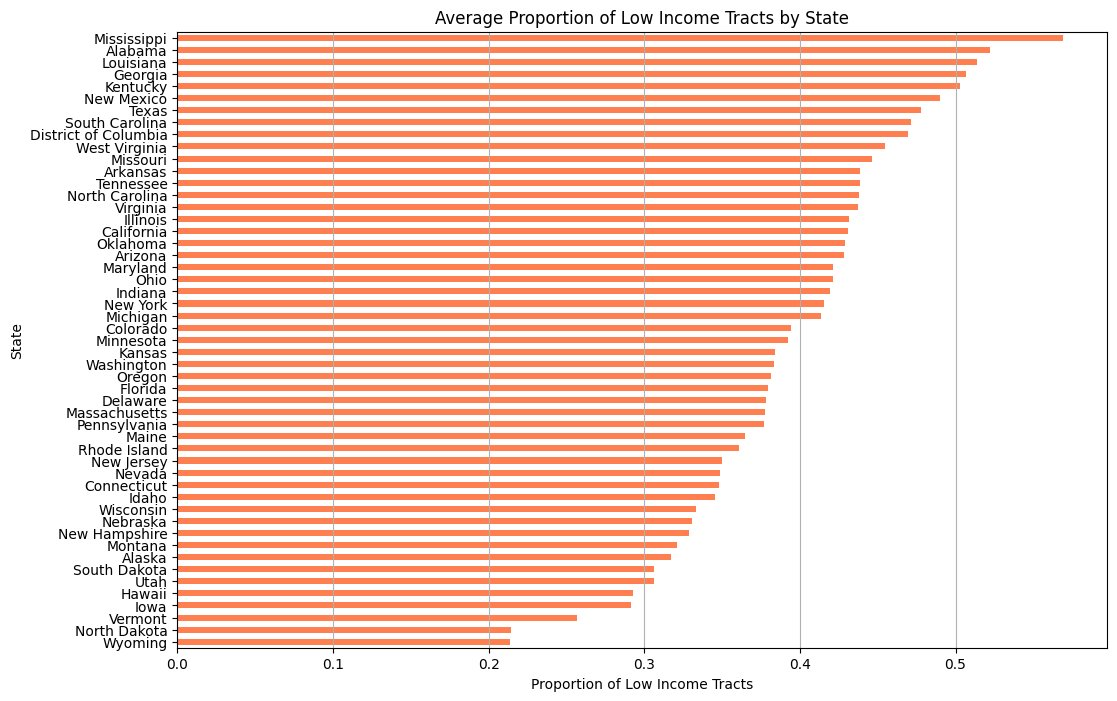 Average Proportion of Low Income Tracts by State
Mississippi
Alabama
Louisiana
Georgia
Kentucky
New Mexico
Texas
South Carolina
District of Columbia
West Virginia
Missouri
Arkansas
Tennessee
North Carolina
Virginia
Illinois
California
Oklahoma
Arizona
Maryland
Ohio
Indiana
New York
Michigan
Colorado
Minnesota
Kansas
Washington
Oregon
Florida
Delaware
Massachusetts
Pennsylvania
Maine
Rhode Island
New Jersey
Nevada
Connecticut
Idaho
Wisconsin
Nebraska
New Hampshire
Montana
Alaska
South Dakota
Utah
Hawaii
Iowa
Vermont
North Dakota
Wyoming
State
0.0 0.1 0.2 0.3 0.4 0.5
Proportion of Low Income Tracts